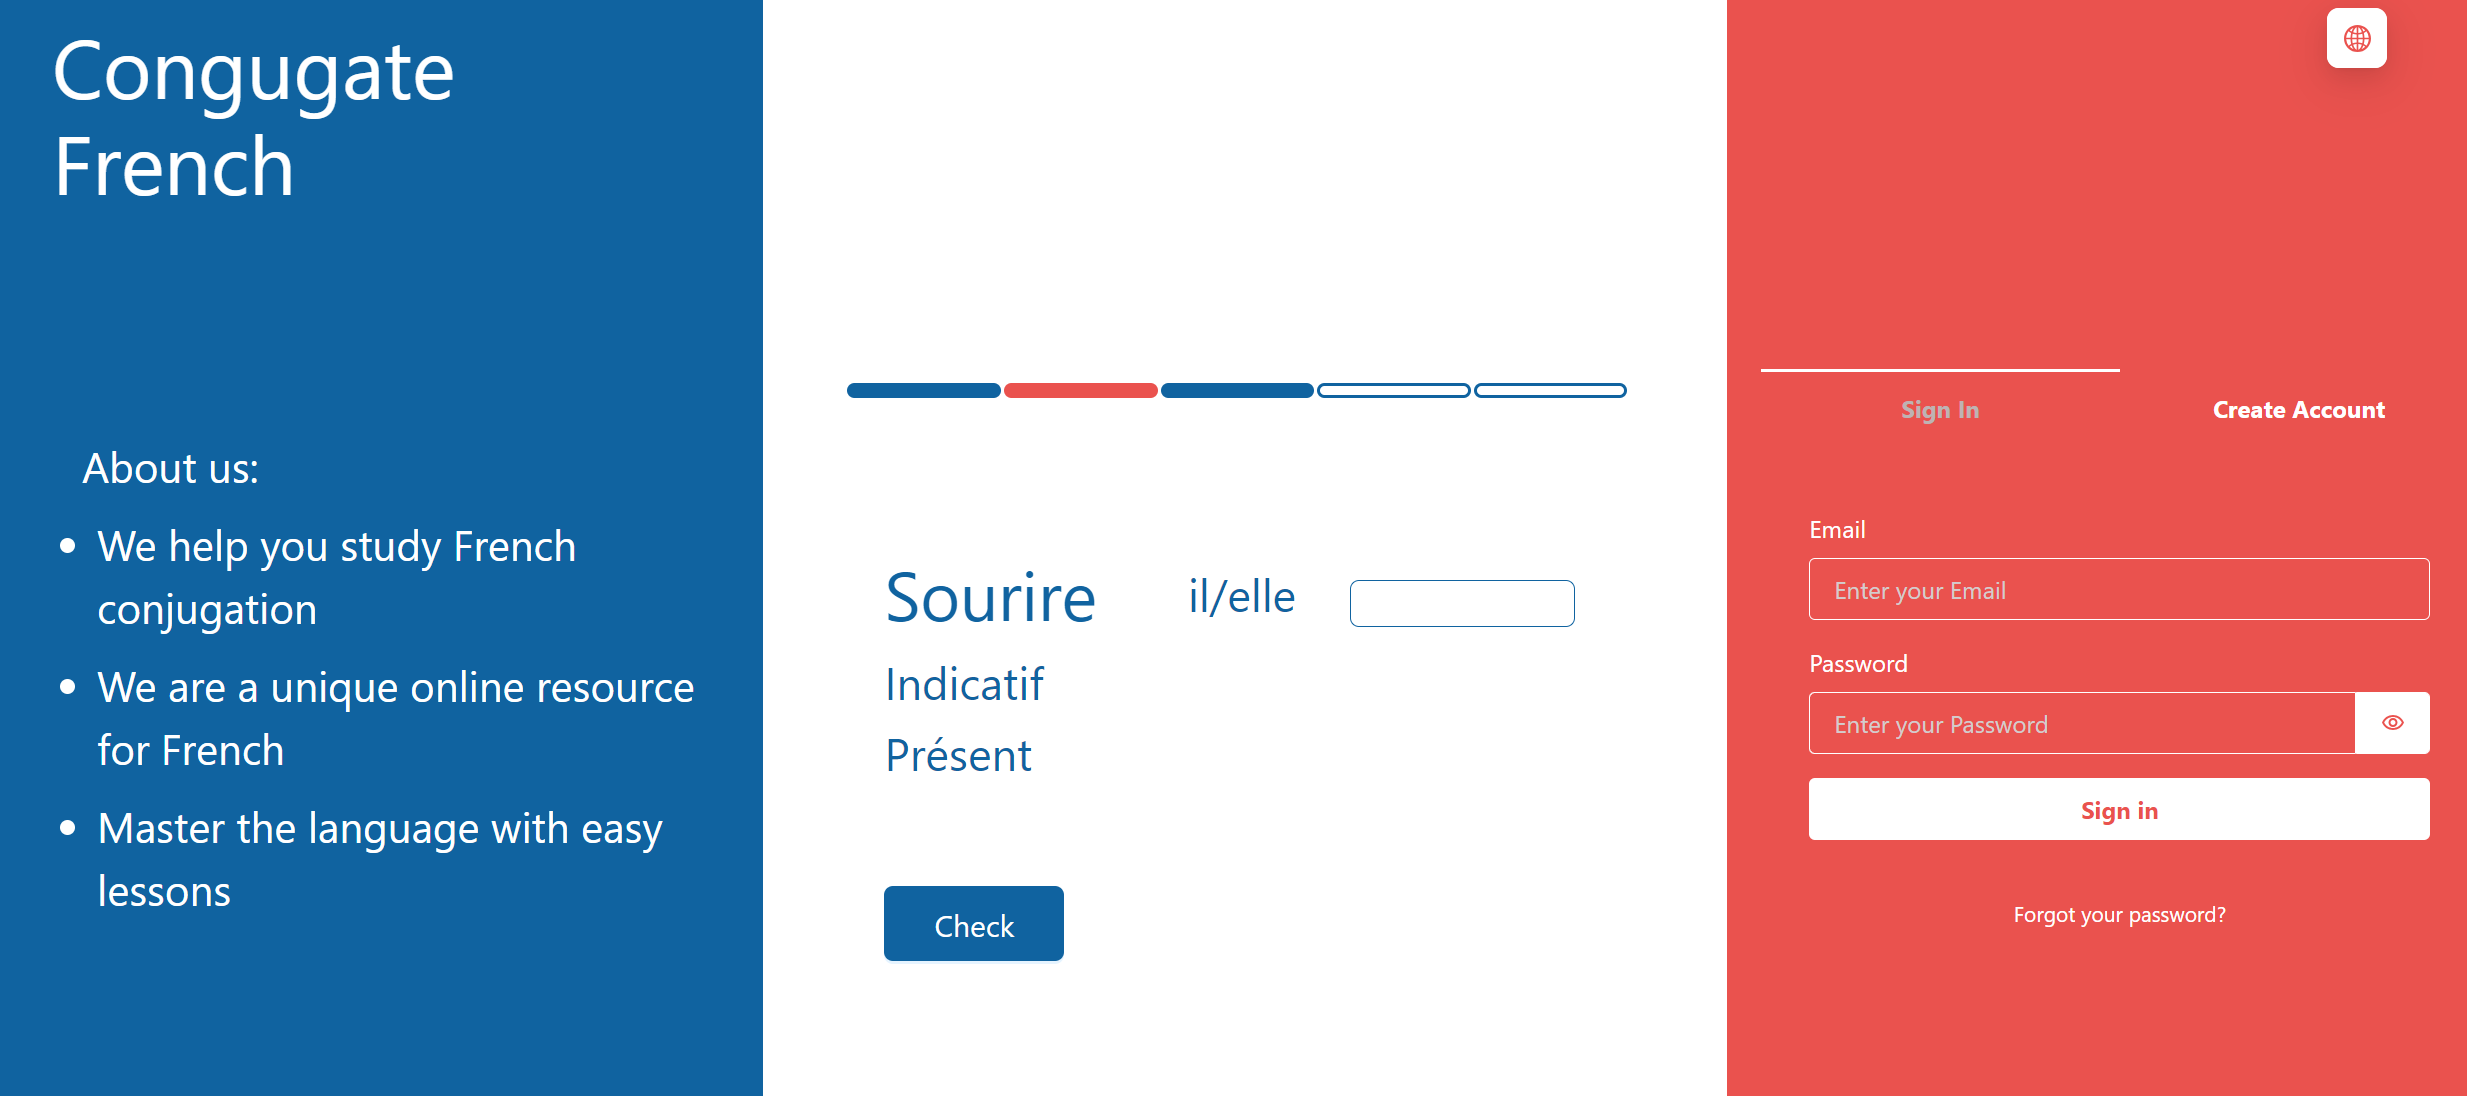 Congugate
French
About us:
We help you study French
conjugation
We are a unique online resource
for French
Master the language with easy
lessons
Sourire
il/elle
Indicatif
Présent
Check
Sign In
Create Account
Email
Enter your Email
Password
Enter your Password
Sign in
Forgot your password?